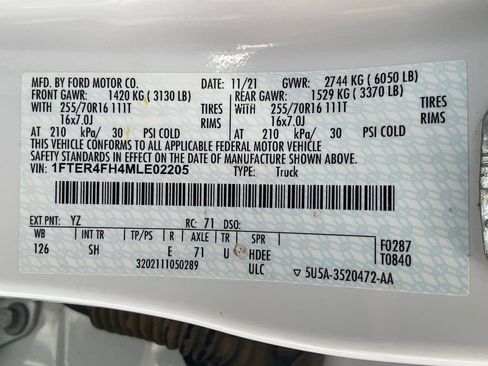 MFD. BY FORD MOTOR CO. DATE: 11/21 GVWR: 2744 KG ( 6050 LB)
FRONT GAWR: 1420 KG ( 3130 LB) REAR GAWR: 1529 KG ( 3370 LB)
WITH 255/70R16 111T TIRES WITH 255/70R16 111T TIRES
16x7.0J RIMS 16x7.0J RIMS
AT 210 kPa/ 30 PSI COLD AT 210 kPa/ 30 PSI COLD
THIS VEHICLE CONFORMS TO ALL APPLICABLE FEDERAL MOTOR VEHICLE
SAFETY STANDARDS IN EFFECT ON THE DATE OF MANUFACTURE SHOWN ABOVE.
VIN: 1FTER4FH4MLE02205 TYPE: Truck
EXT PNT: YZ RC: 71 DSO:
WB INT TR TP/PS R AXLE TR SPR F0287
126 SH E 71 U HDEE T0840
3202111050289 ULC ▽ 5U5A-3520472-AA